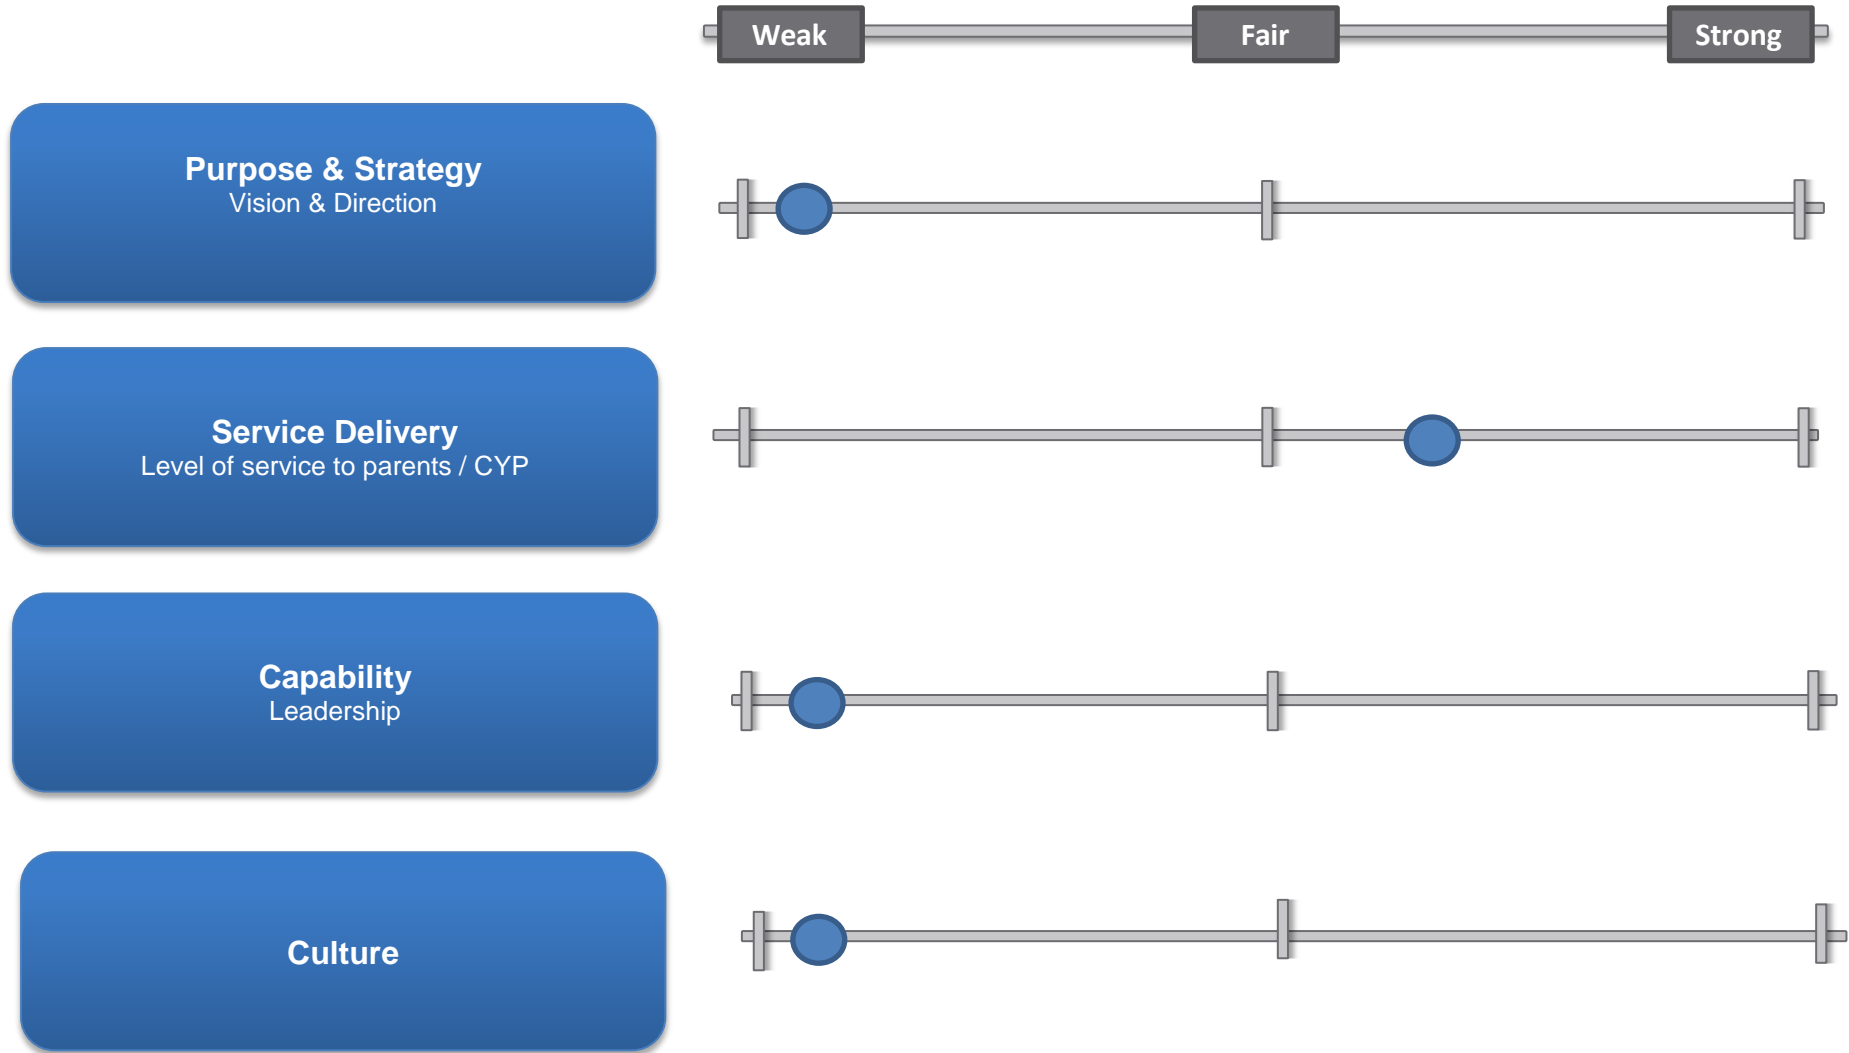 Weak
Fair
Strong
Purpose & Strategy
Vision & Direction
Service Delivery
Level of service to parents / CYP
Capability
Leadership
Culture